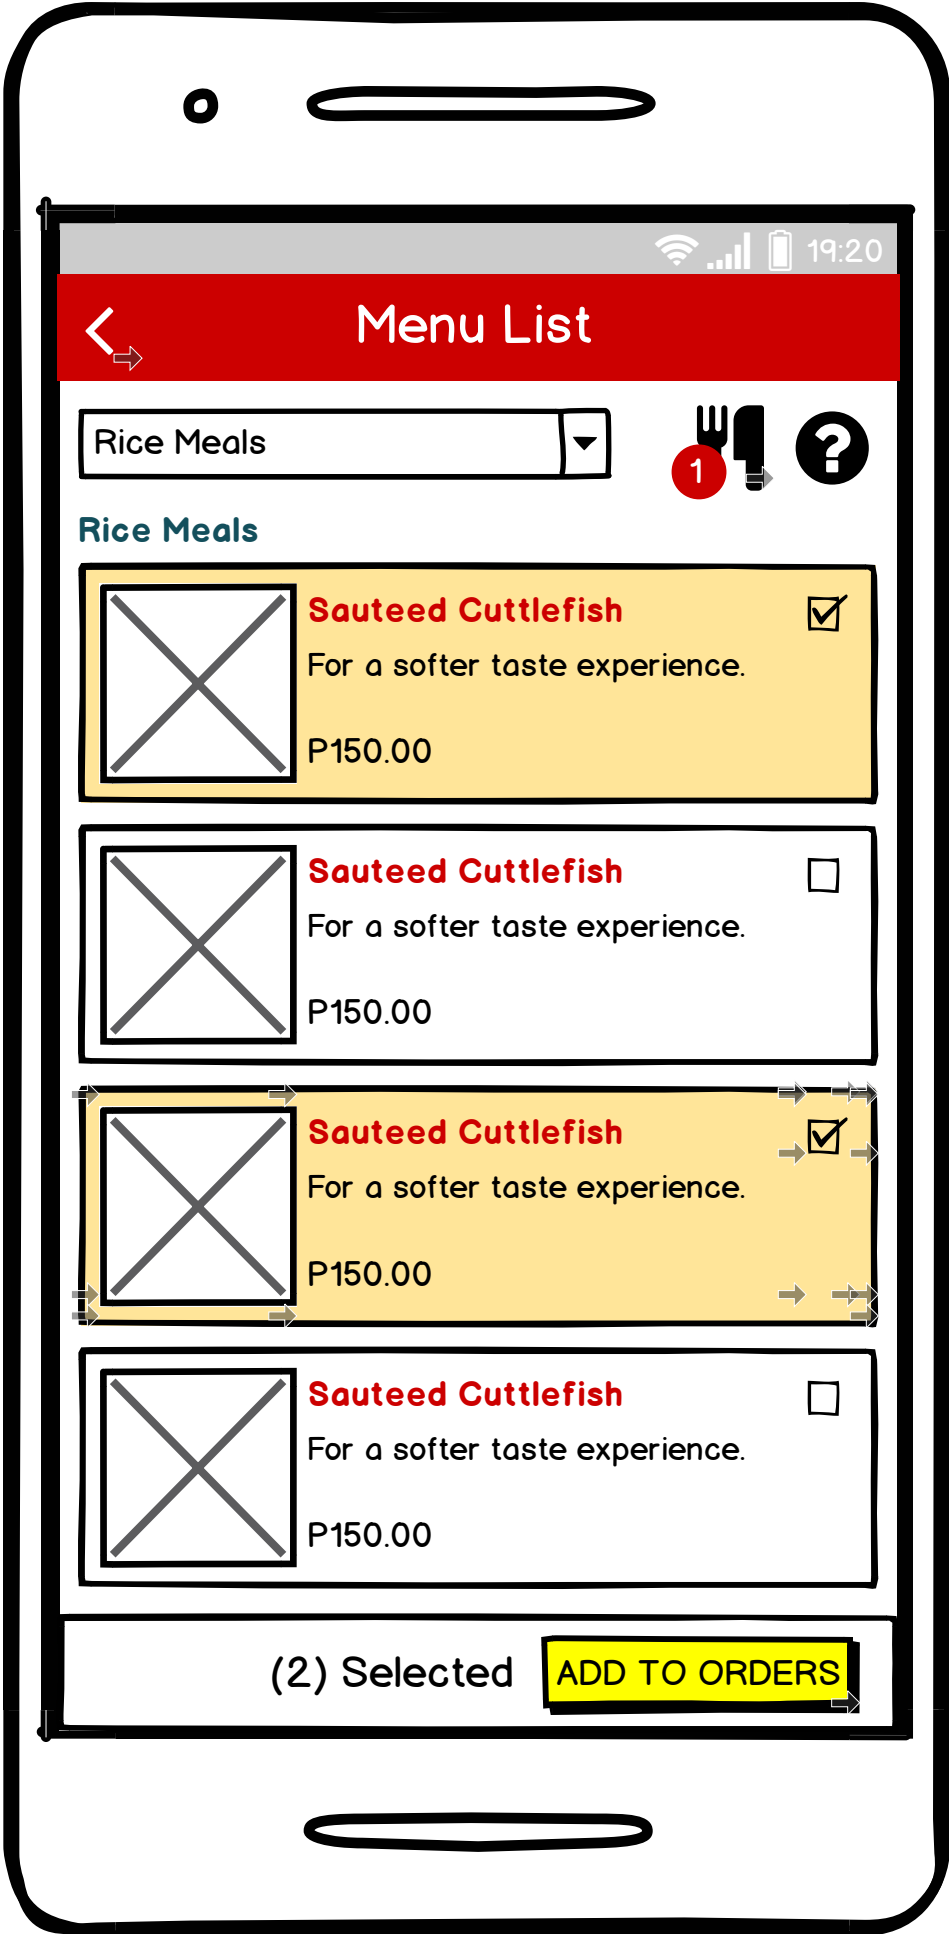 19:20
Menu List
Rice Meals
1
?
Rice Meals
Sauteed Cuttlefish
For a softer taste experience.
P150.00
Sauteed Cuttlefish
For a softer taste experience.
P150.00
Sauteed Cuttlefish
For a softer taste experience.
P150.00
Sauteed Cuttlefish
For a softer taste experience.
P150.00
(2) Selected ADD TO ORDERS